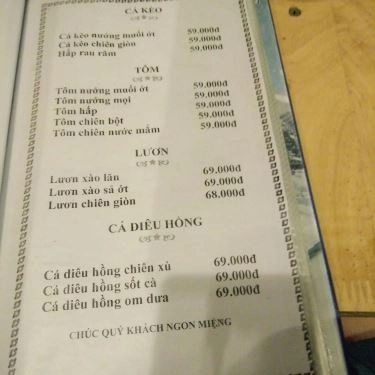 CÁ KÈO
Cá kèo nướng muối ớt 59.000đ
Cá kèo chiên giòn 59.000đ
Hấp rau răm 59.000đ
TÔM
Tôm nướng muối ớt 59.000đ
Tôm nướng mọi 59.000đ
Tôm hấp 59.000đ
Tôm chiên bột 59.000đ
Tôm chiên nước mắm 59.000đ
LƯƠN
Lươn xào lăn 69.000đ
Lươn xào sả ớt 69.000đ
Lươn chiên giòn 68.000đ
CÁ DIÊU HỒNG
Cá diêu hồng chiên xù 69.000đ
Cá diêu hồng sốt cà 69.000đ
Cá diêu hồng om dưa 69.000đ
CHÚC QUÝ KHÁCH NGON MIỆNG